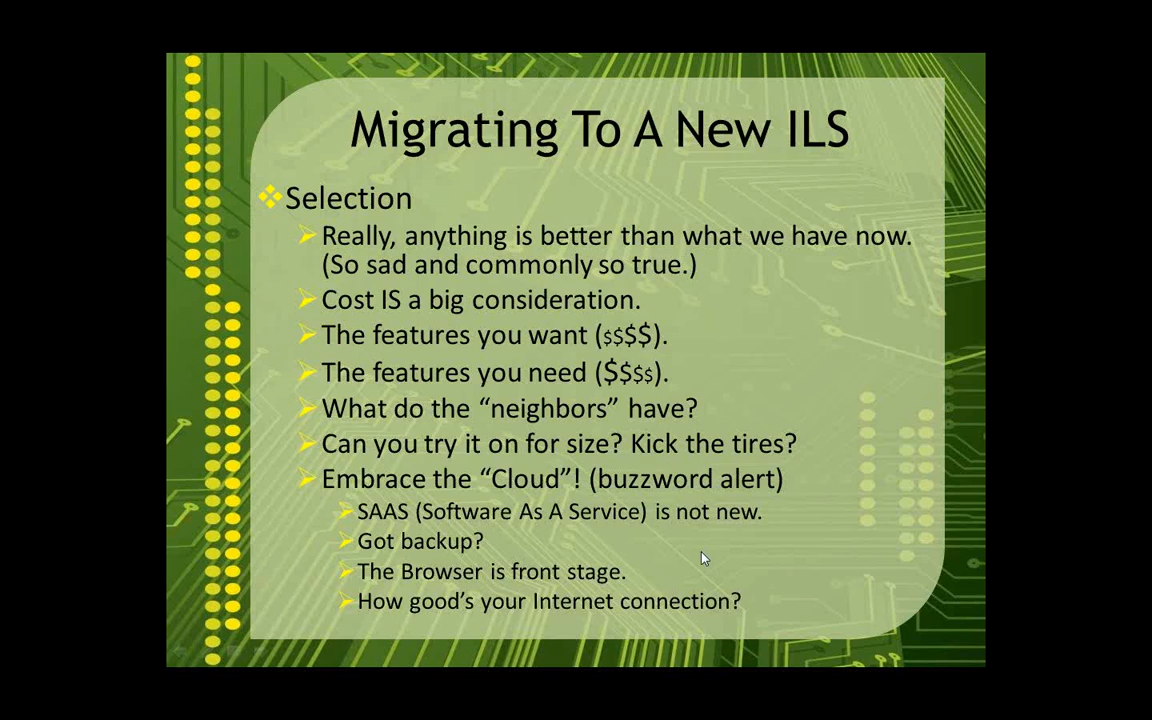 Migrating To A New ILS
Selection
Really, anything is better than what we have now.
(So sad and commonly so true.)
Cost IS a big consideration.
The features you want ($$$$).
The features you need ($$$$).
What do the “neighbors” have?
Can you try it on for size? Kick the tires?
Embrace the “Cloud”! (buzzword alert)
SAAS (Software As A Service) is not new.
Got backup?
The Browser is front stage.
How good’s your Internet connection?